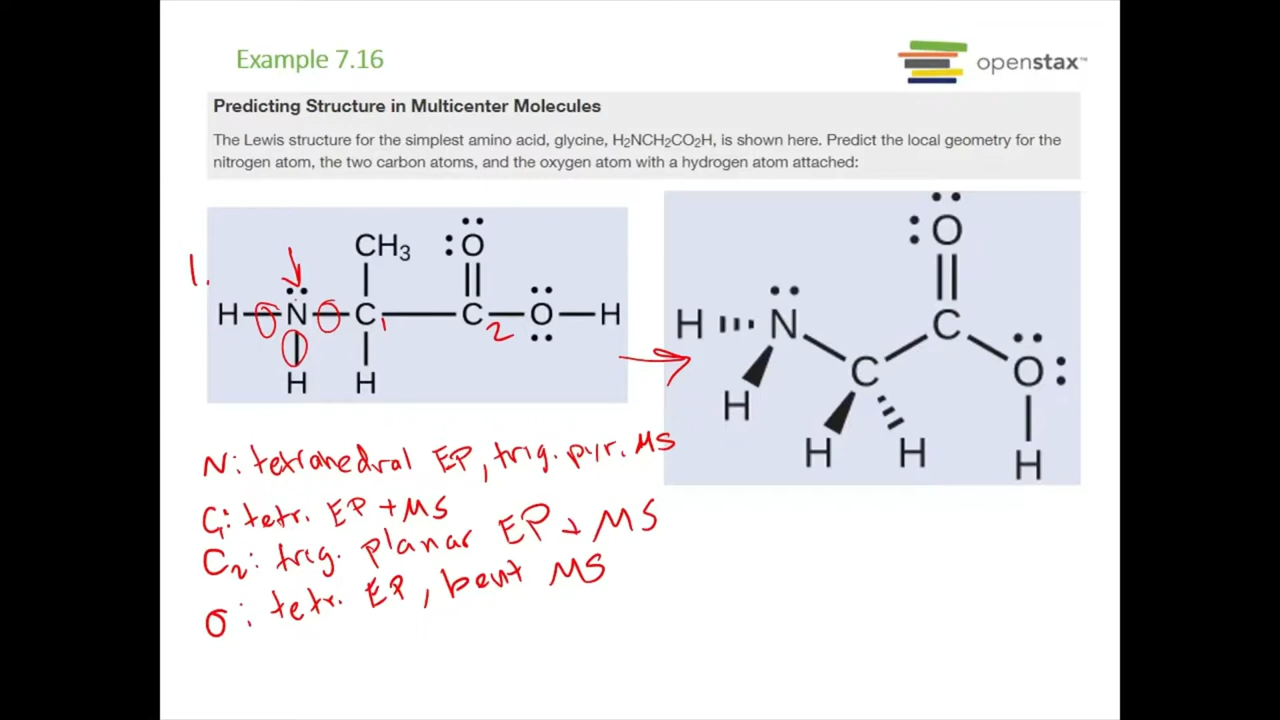 Example 7.16
openstax™
Predicting Structure in Multicenter Molecules
The Lewis structure for the simplest amino acid, glycine, H₂NCH₂CO₂H, is shown here. Predict the local geometry for the
nitrogen atom, the two carbon atoms, and the oxygen atom with a hydrogen atom attached:
1.
CH₃ O
H N C 1 C 2 O H
H H
O
H N C
C O
H
H H H
N: tetrahedral EP, trig. pyr. MS
C₁: tetr. EP + MS
C₂: trig. planar EP + MS
O: tetr. EP, bent MS